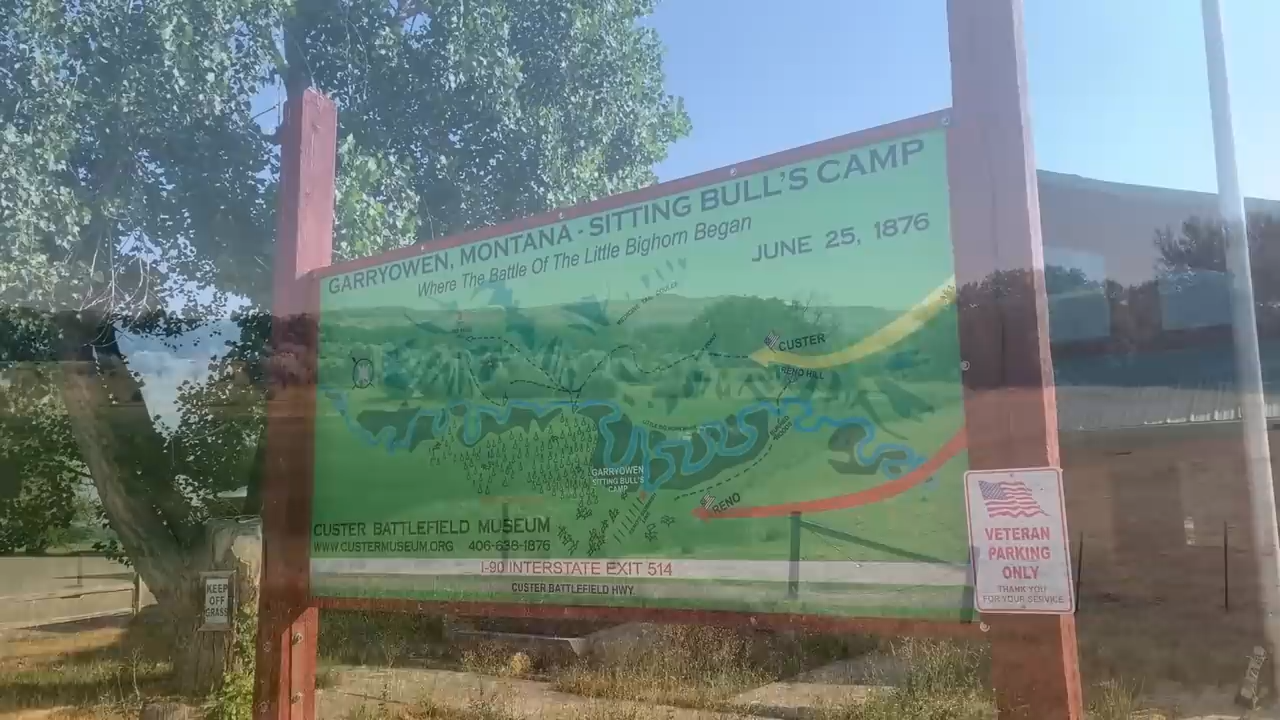 GARRYOWEN, MONTANA - SITTING BULL'S CAMP
Where The Battle Of The Little Bighorn Began
JUNE 25, 1876
CUSTER
RENO HILL
GARRYOWEN
SITTING BULL'S
CAMP
RENO
CUSTER BATTLEFIELD MUSEUM
WWW.CUSTERMUSEUM.ORG 406-638-1876
I-90 INTERSTATE EXIT 514
CUSTER BATTLEFIELD HWY
KEEP
OFF
GRASS
VETERAN
PARKING
ONLY
THANK YOU
FOR YOUR SERVICE